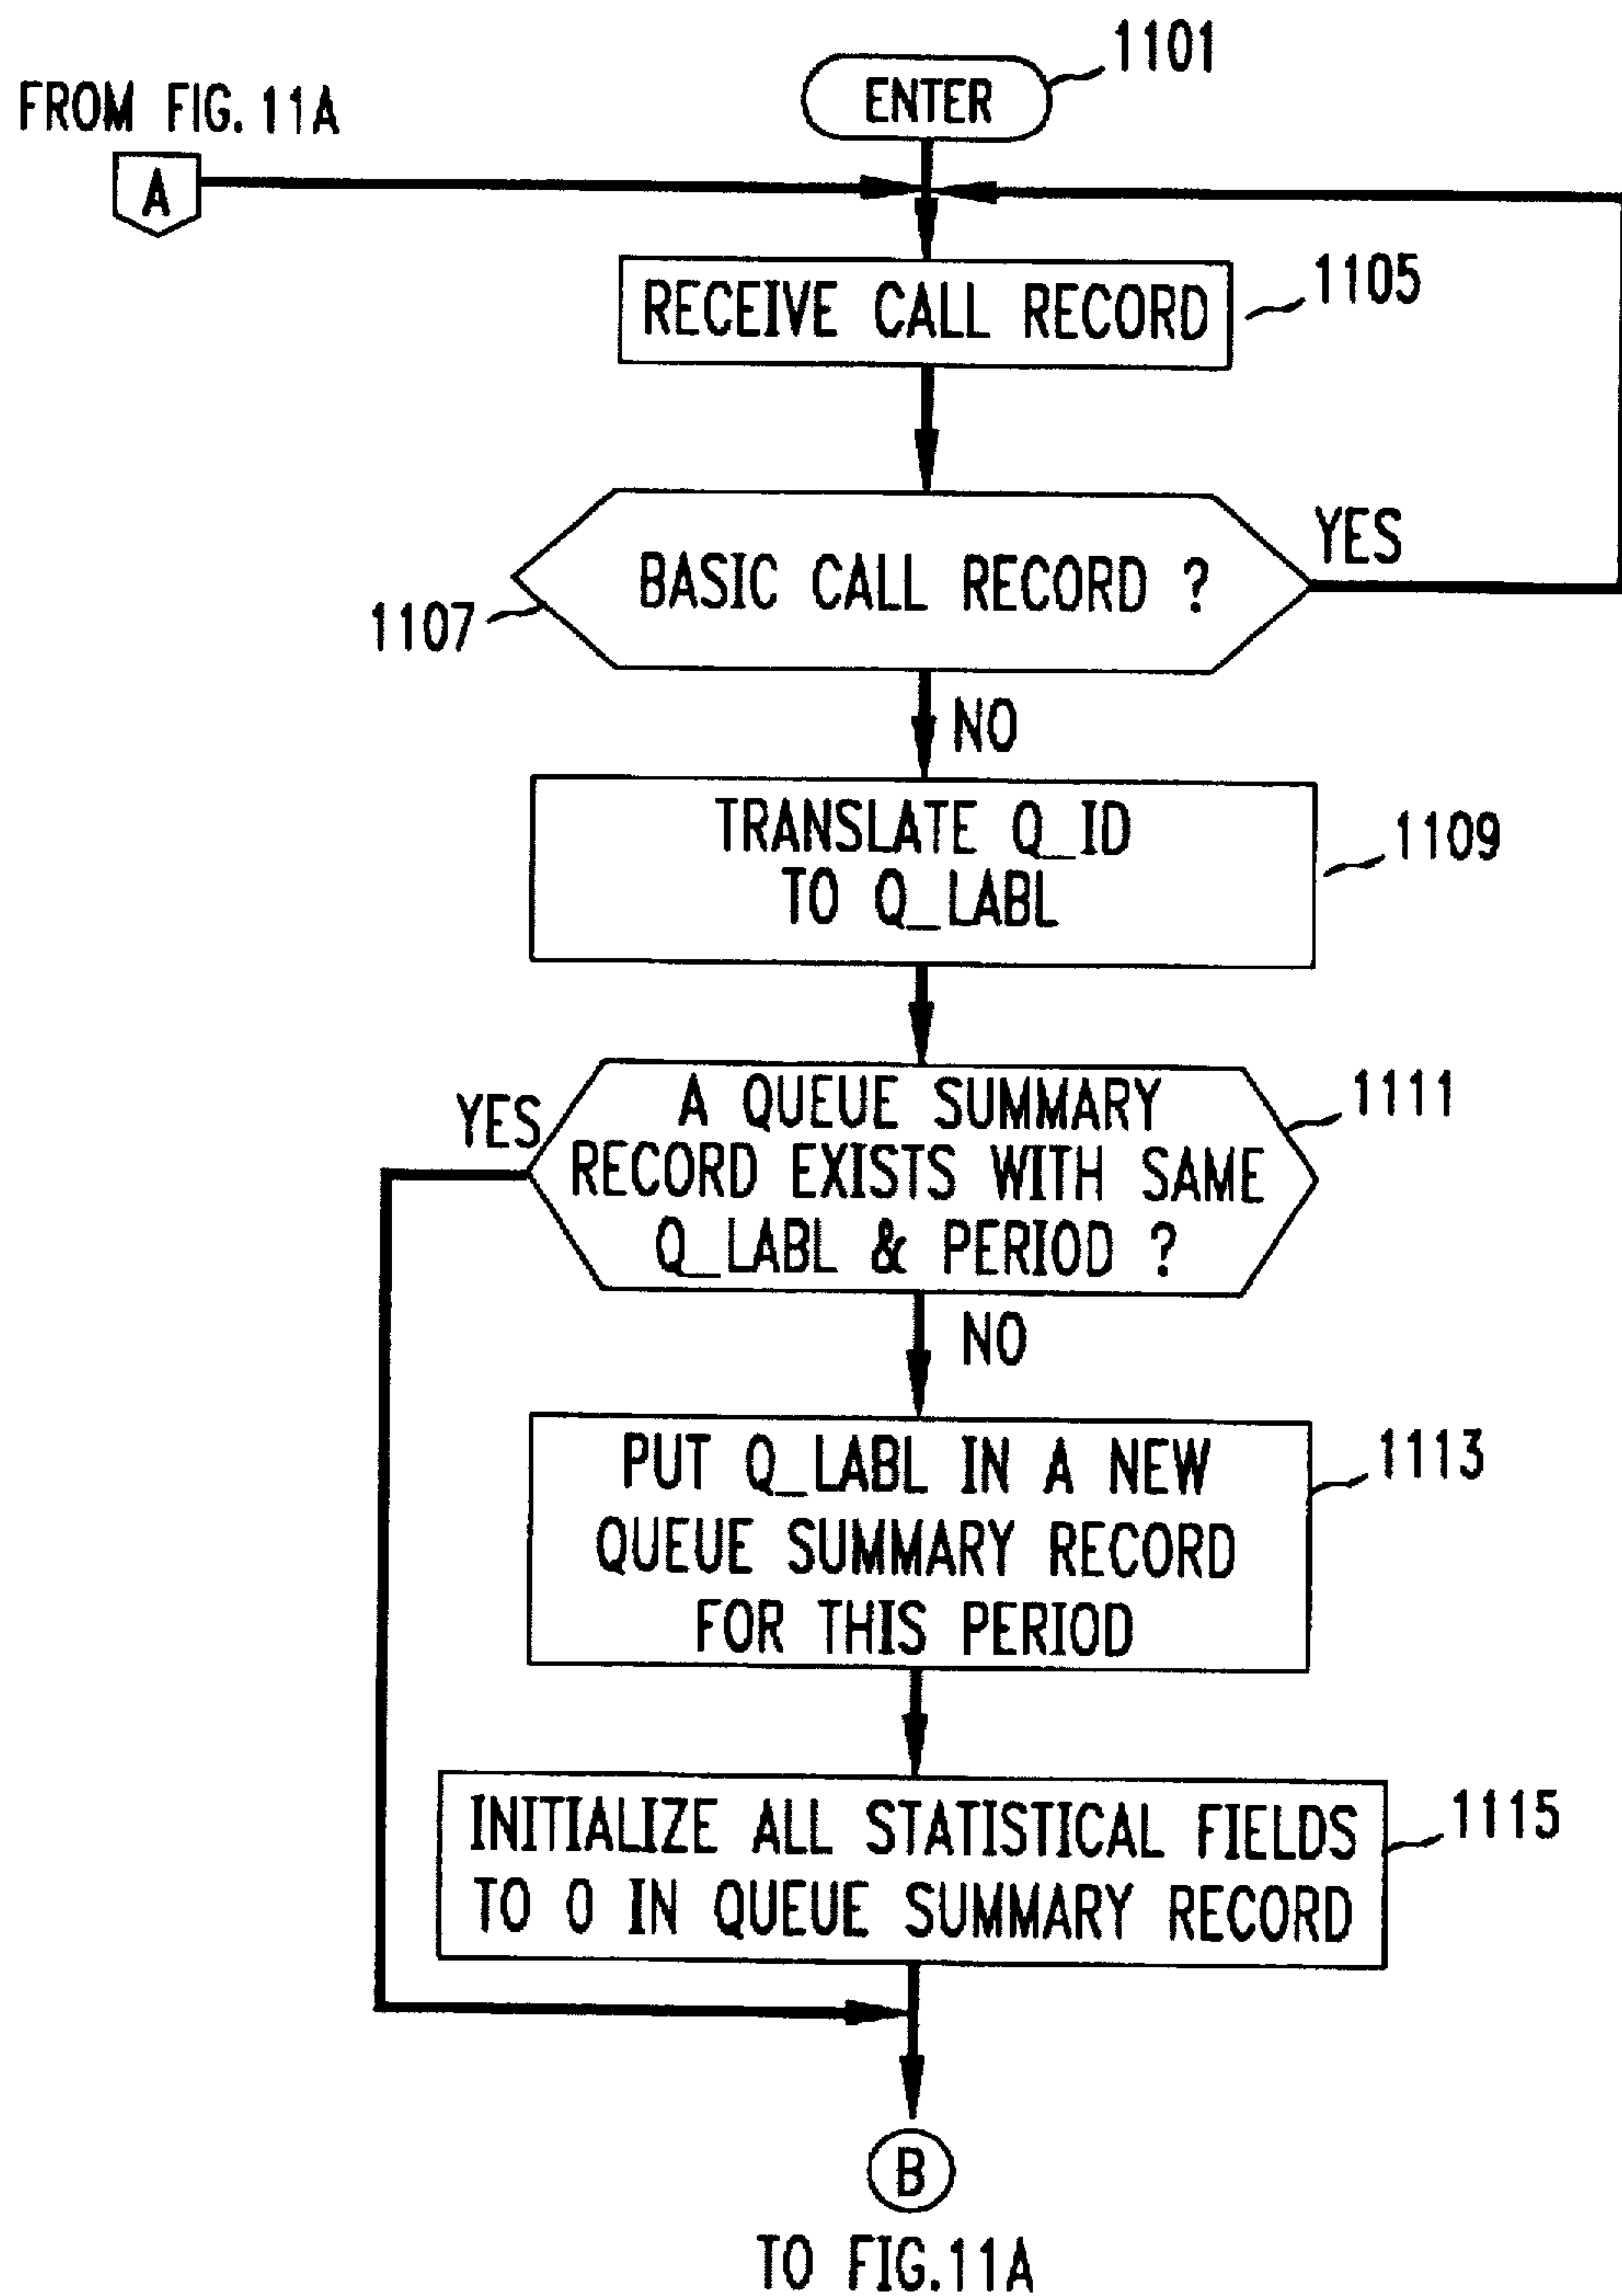 1101
ENTER
FROM FIG. 11A
A
RECEIVE CALL RECORD
1105
BASIC CALL RECORD ?
YES
1107
NO
TRANSLATE Q_ID
TO Q_LABL
1109
A QUEUE SUMMARY
RECORD EXISTS WITH SAME
Q_LABL & PERIOD ?
1111
YES
NO
PUT Q_LABL IN A NEW
QUEUE SUMMARY RECORD
FOR THIS PERIOD
1113
INITIALIZE ALL STATISTICAL FIELDS
TO 0 IN QUEUE SUMMARY RECORD
1115
B
TO FIG.11A